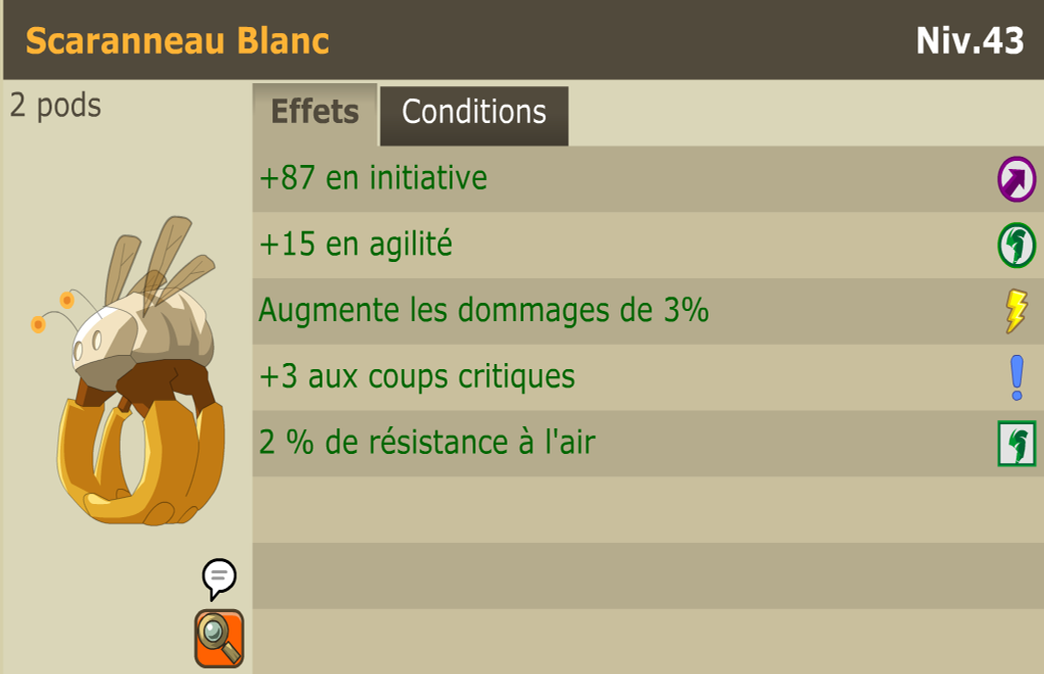 Scaranneau Blanc
Niv.43
2 pods
Effets
Conditions
+87 en initiative
+15 en agilité
Augmente les dommages de 3%
+3 aux coups critiques
2 % de résistance à l'air